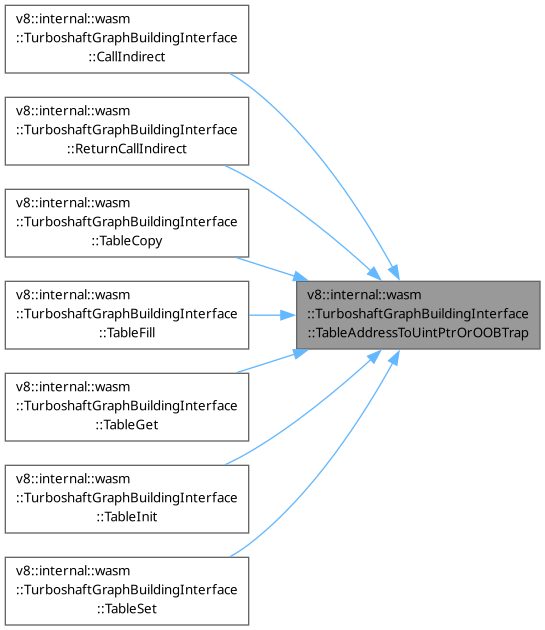 v8::internal::wasm
::TurboshaftGraphBuildingInterface
::CallIndirect
v8::internal::wasm
::TurboshaftGraphBuildingInterface
::ReturnCallIndirect
v8::internal::wasm
::TurboshaftGraphBuildingInterface
::TableCopy
v8::internal::wasm
::TurboshaftGraphBuildingInterface
::TableFill
v8::internal::wasm
::TurboshaftGraphBuildingInterface
::TableGet
v8::internal::wasm
::TurboshaftGraphBuildingInterface
::TableInit
v8::internal::wasm
::TurboshaftGraphBuildingInterface
::TableSet
v8::internal::wasm
::TurboshaftGraphBuildingInterface
::TableAddressToUintPtrOrOOBTrap